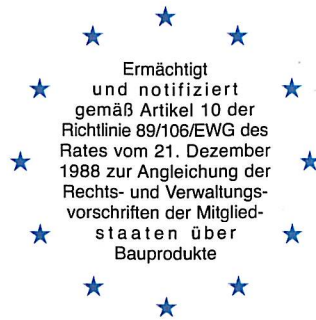 Ermächtigt
und notifiziert
gemäß Artikel 10 der
Richtlinie 89/106/EWG des
Rates vom 21. Dezember
1988 zur Angleichung der
Rechts- und Verwaltungs-
vorschriften der Mitglied-
staaten über
Bauprodukte